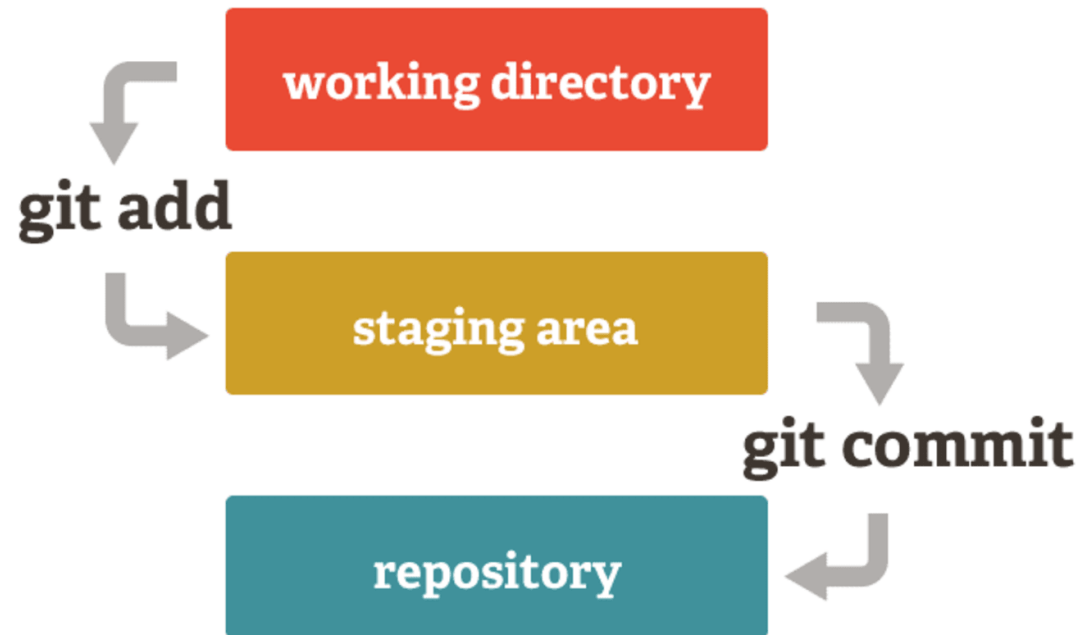 working directory
git add
staging area
git commit
repository